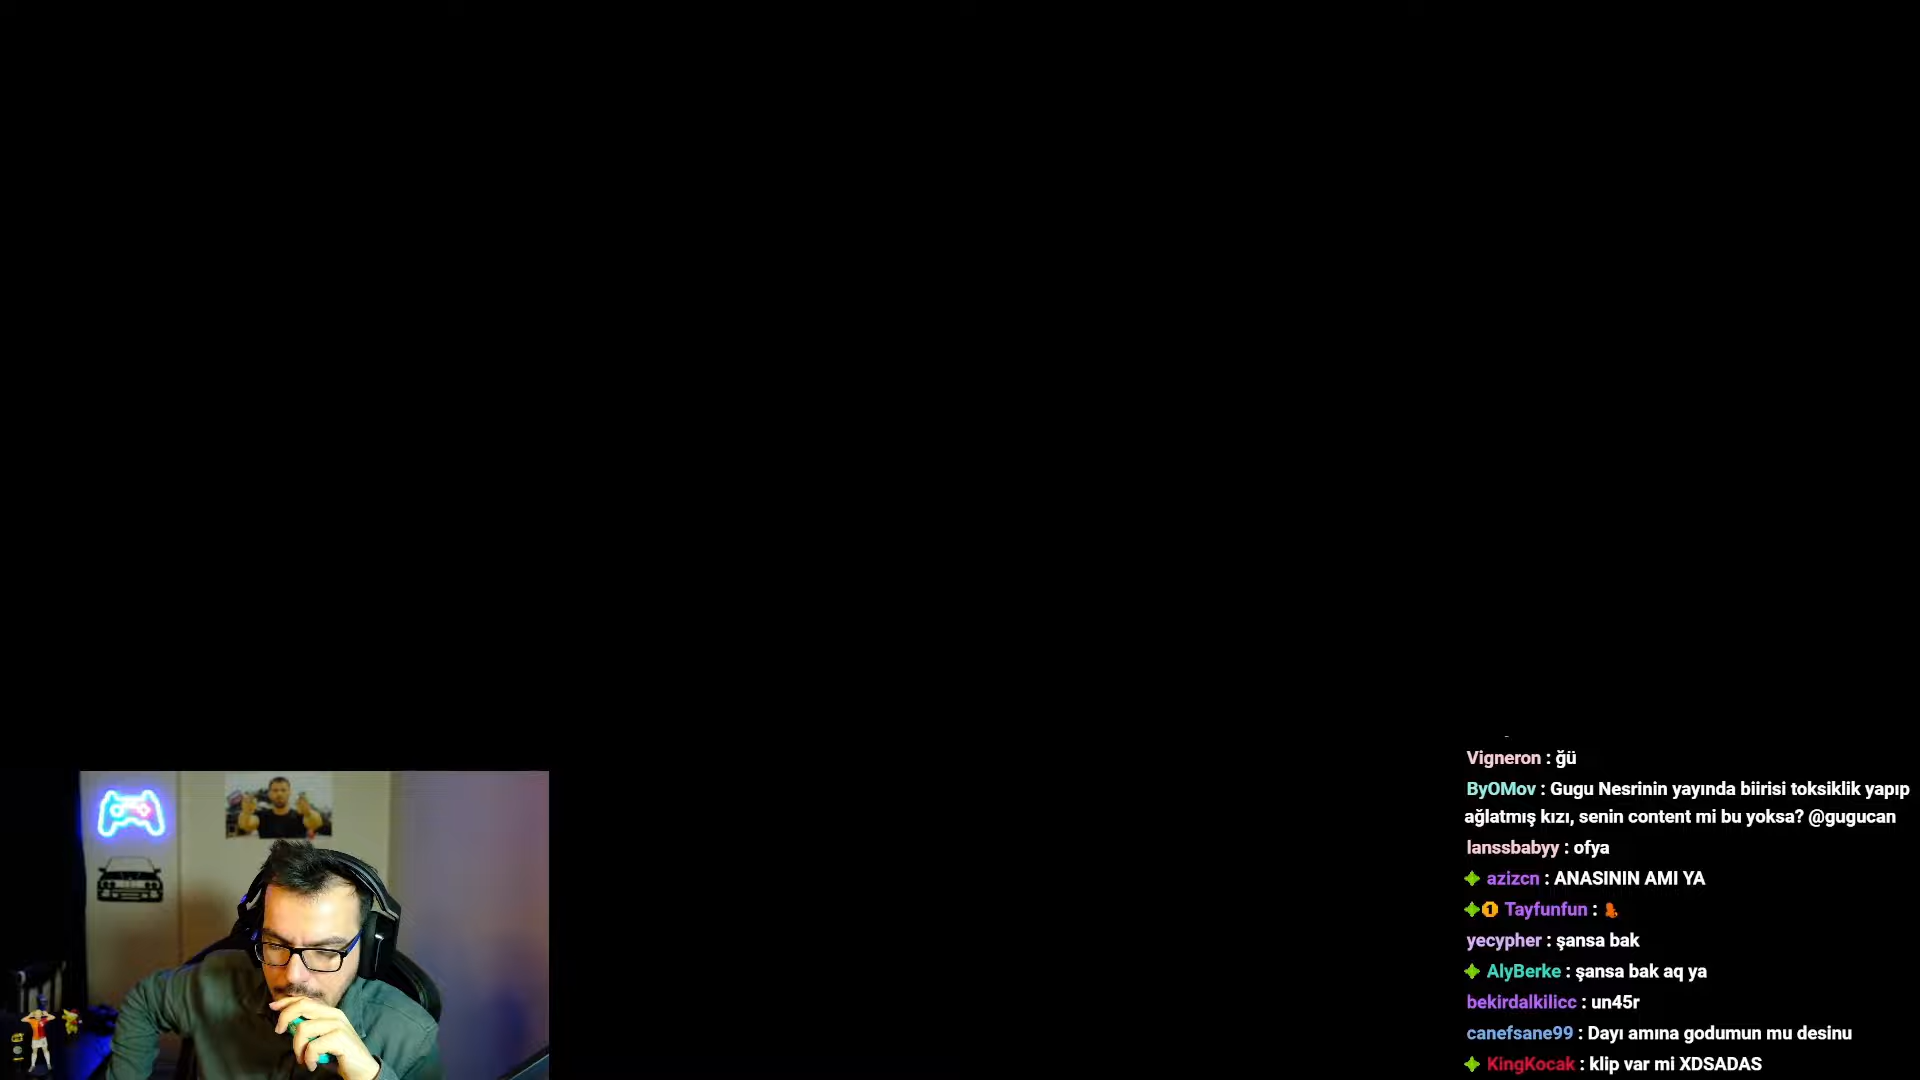 Vigneron : ğü
ByOMov : Gugu Nesrinin yayında biirisi toksiklik yapıp
ağlatmış kızı, senin content mi bu yoksa? @gugucan
lanssbabyy : ofya
azizcn : ANASININ AMI YA
1 Tayfunfun :
yecypher : şansa bak
AlyBerke : şansa bak aq ya
bekirdalkilicc : un45r
canefsane99 : Dayı amına godumun mu desinu
KingKocak : klip var mi XDSADAS